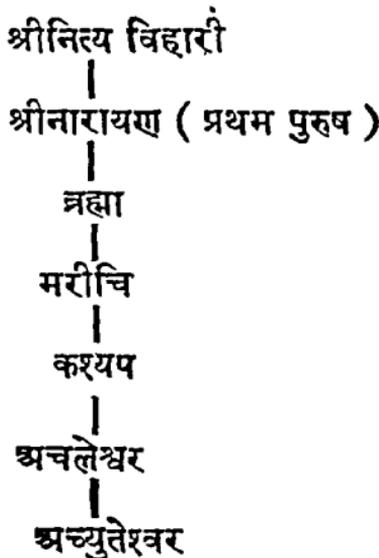 श्रीनित्य विहारी
श्रीनारायण ( प्रथम पुरुष )
ब्रह्मा
मरीचि
कश्यप
अचलेश्वर
अच्युतेश्वर